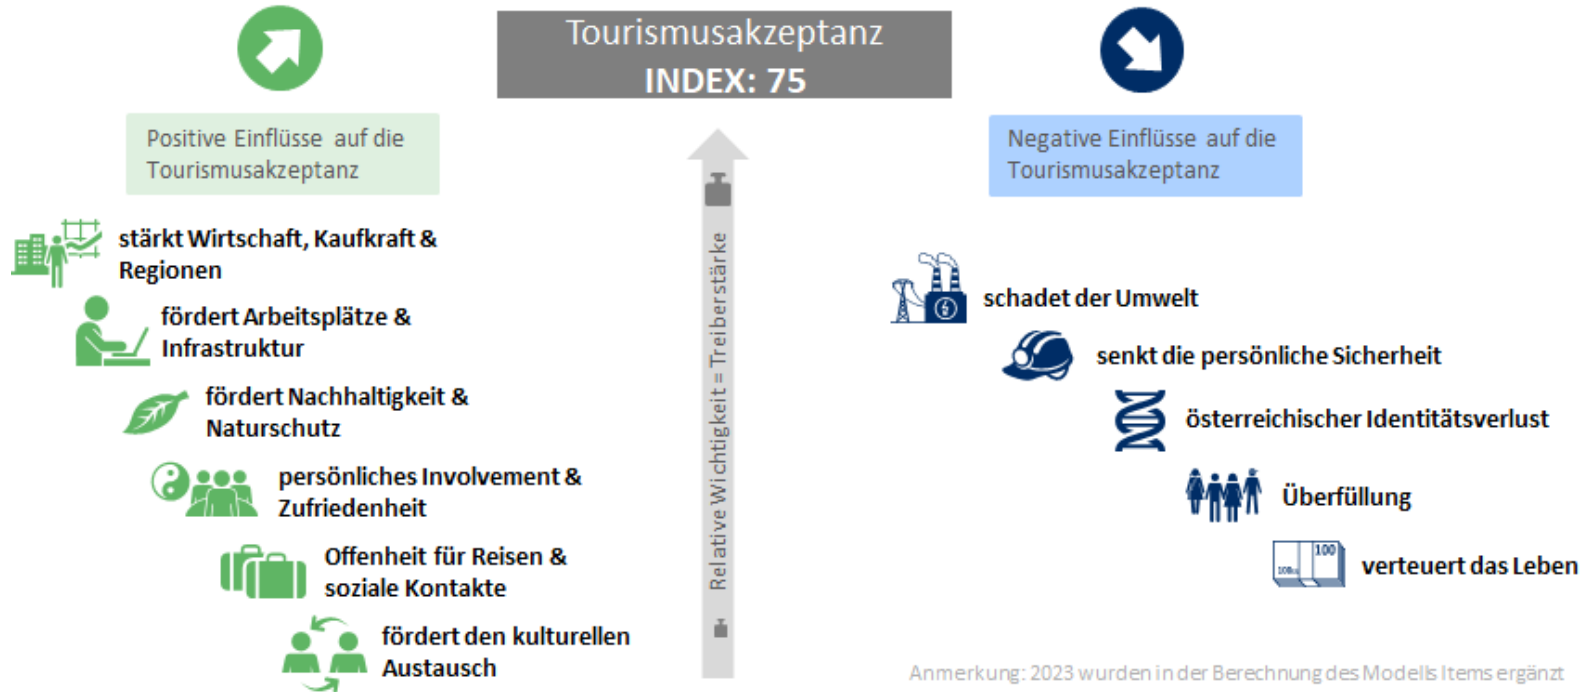 Tourismusakzeptanz
INDEX: 75
Positive Einflüsse auf die
Tourismusakzeptanz
stärkt Wirtschaft, Kaufkraft &
Regionen
fördert Arbeitsplätze &
Infrastruktur
fördert Nachhaltigkeit &
Naturschutz
persönliches Involvement &
Zufriedenheit
Offenheit für Reisen &
soziale Kontakte
fördert den kulturellen
Austausch
Relative Wichtigkeit = Treiberstärke
Negative Einflüsse auf die
Tourismusakzeptanz
schadet der Umwelt
senkt die persönliche Sicherheit
österreichischer Identitätsverlust
Überfüllung
100
verteuert das Leben
Anmerkung: 2023 wurden in der Berechnung des Modells Items ergänzt